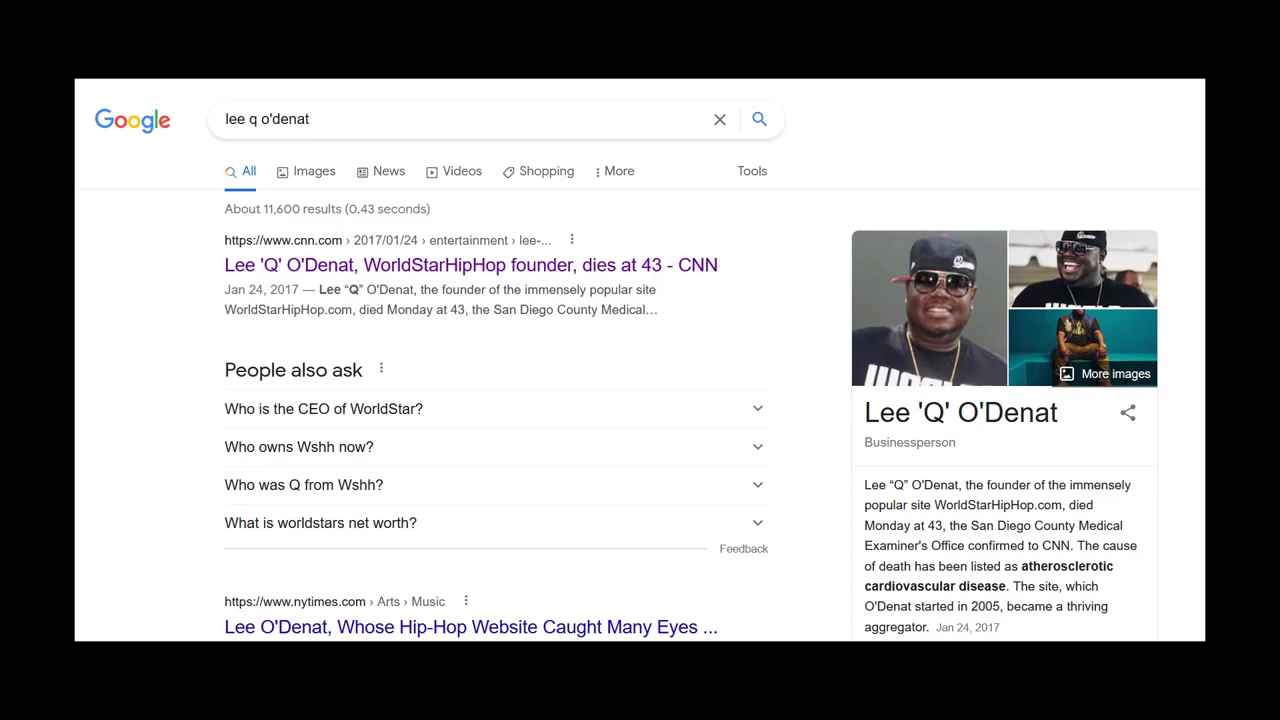 Google
lee q o'denat
All
Images
News
Videos
Shopping
More
Tools
About 11,600 results (0.43 seconds)
https://www.cnn.com › 2017/01/24 › entertainment › lee-...
Lee 'Q' O'Denat, WorldStarHipHop founder, dies at 43 - CNN
Jan 24, 2017 — Lee “Q” O'Denat, the founder of the immensely popular site
WorldStarHipHop.com, died Monday at 43, the San Diego County Medical...
People also ask
Who is the CEO of WorldStar?
Who owns Wshh now?
Who was Q from Wshh?
What is worldstars net worth?
Feedback
https://www.nytimes.com › Arts › Music
Lee O'Denat, Whose Hip-Hop Website Caught Many Eyes ...
More images
Lee 'Q' O'Denat
Businessperson
Lee “Q” O'Denat, the founder of the immensely
popular site WorldStarHipHop.com, died
Monday at 43, the San Diego County Medical
Examiner's Office confirmed to CNN. The cause
of death has been listed as atherosclerotic
cardiovascular disease. The site, which
O'Denat started in 2005, became a thriving
aggregator. Jan 24, 2017